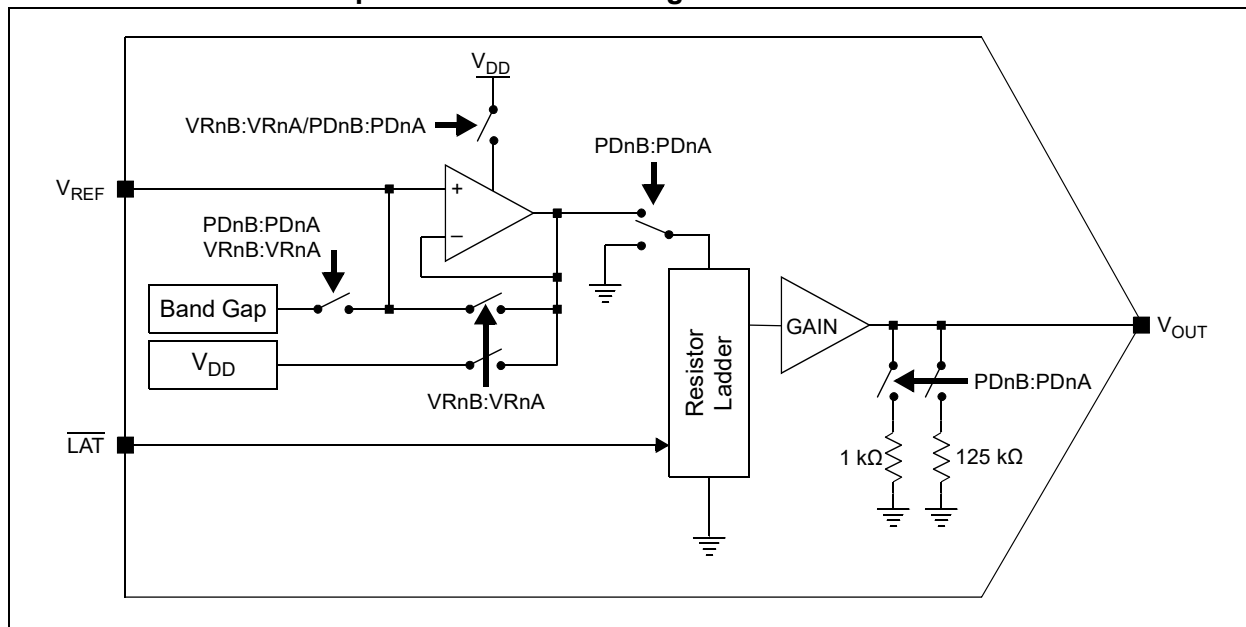 V_DD
VRnB:VRnA/PDnB:PDnA
PDnB:PDnA
V_REF
+
–
PDnB:PDnA
VRnB:VRnA
Band Gap
V_DD
VRnB:VRnA
Resistor
Ladder
GAIN
V_OUT
PDnB:PDnA
LAT
1 kΩ
125 kΩ